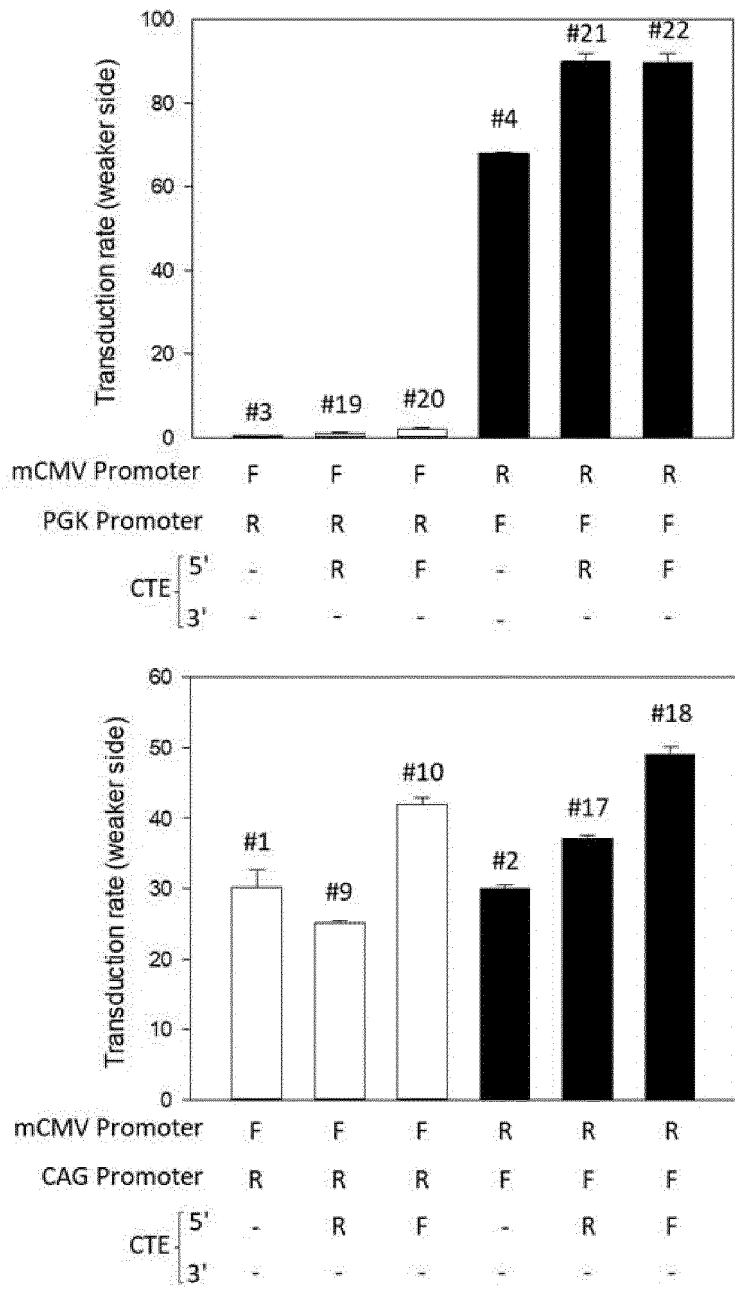 Transduction rate (weaker side)
100
80
60
40
20
0
#3 #19 #20 #4 #21 #22
mCMV Promoter F F F R R R
PGK Promoter R R R F F F
CTE
5' - R F - R F
3' - - - - - -
Transduction rate (weaker side)
60
50
40
30
20
10
0
#1 #9 #10 #2 #17 #18
mCMV Promoter F F F R R R
CAG Promoter R R R F F F
CTE
5' - R F - R F
3' - - - - - -